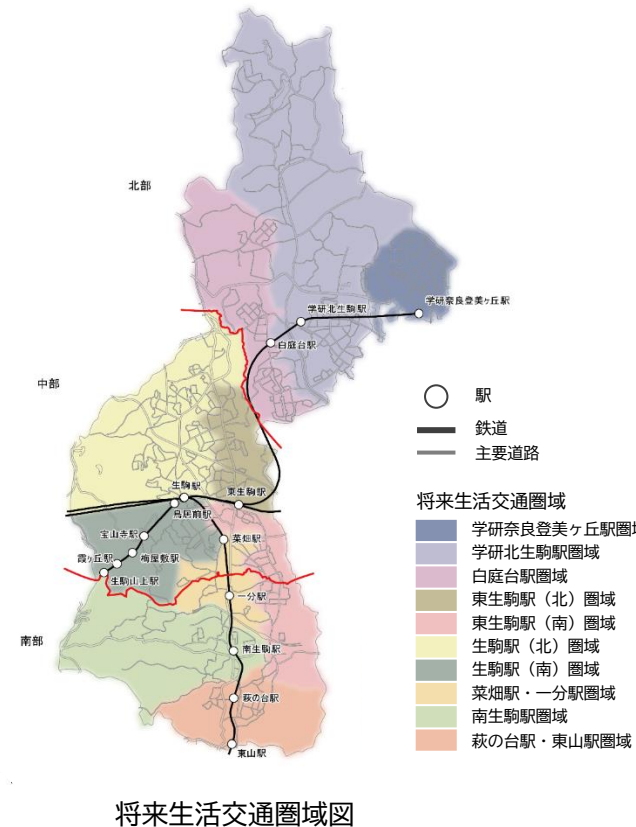 北部
学研奈良登美ヶ丘駅
学研北生駒駅
白庭台駅
中部
駅
鉄道
主要道路
生駒駅
東生駒駅
鳥居前駅
宝山寺駅
菜畑駅
霞ヶ丘駅
梅屋敷駅
生駒山上駅
一分駅
南部
南生駒駅
萩の台駅
東山駅
将来生活交通圏域
学研奈良登美ヶ丘駅圏
学研北生駒駅圏域
白庭台駅圏域
東生駒駅（北）圏域
東生駒駅（南）圏域
生駒駅（北）圏域
生駒駅（南）圏域
菜畑駅・一分駅圏域
南生駒駅圏域
萩の台駅・東山駅圏域
将来生活交通圏域図